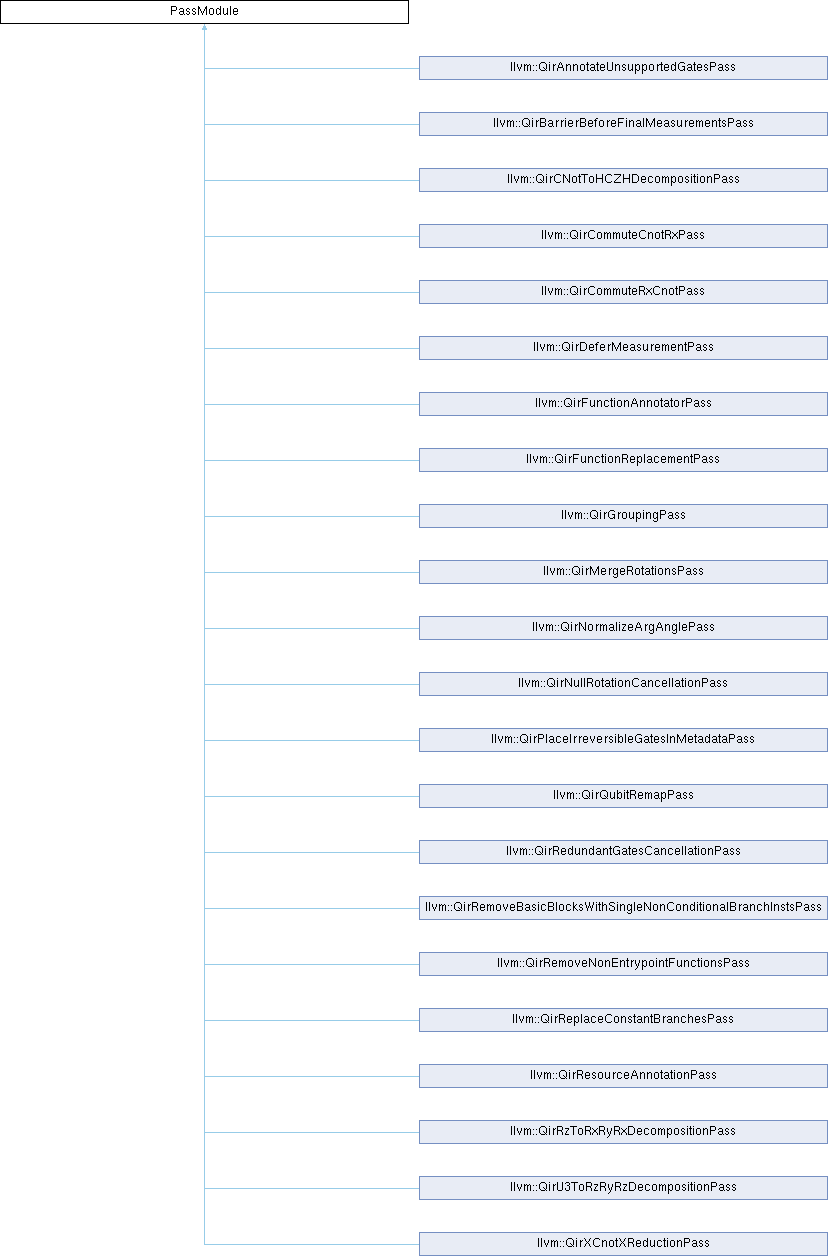 PassModule
llvm::QirAnnotateUnsupportedGatesPass
llvm::QirBarrierBeforeFinalMeasurementsPass
llvm::QirCNotToHCZHDecompositionPass
llvm::QirCommuteCnotRxPass
llvm::QirCommuteRxCnotPass
llvm::QirDeferMeasurementPass
llvm::QirFunctionAnnotatorPass
llvm::QirFunctionReplacementPass
llvm::QirGroupingPass
llvm::QirMergeRotationsPass
llvm::QirNormalizeArgAnglePass
llvm::QirNullRotationCancellationPass
llvm::QirPlaceIrreversibleGatesInMetadataPass
llvm::QirQubitRemapPass
llvm::QirRedundantGatesCancellationPass
llvm::QirRemoveBasicBlocksWithSingleNonConditionalBranchInstsPass
llvm::QirRemoveNonEntrypointFunctionsPass
llvm::QirReplaceConstantBranchesPass
llvm::QirResourceAnnotationPass
llvm::QirRzToRxRyRxDecompositionPass
llvm::QirU3ToRzRyRzDecompositionPass
llvm::QirXCnotXReductionPass